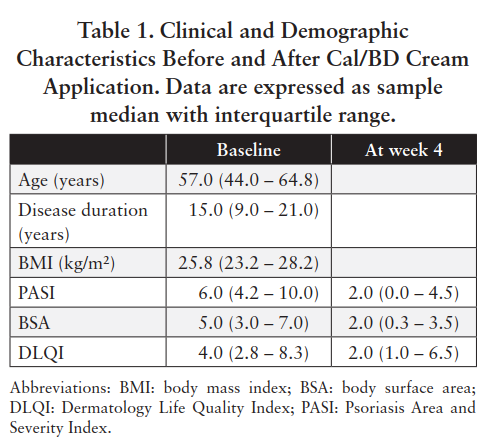 Table 1. Clinical and Demographic
Characteristics Before and After Cal/BD Cream
Application. Data are expressed as sample
median with interquartile range.
Baseline At week 4
Age (years) 57.0 (44.0 – 64.8)
Disease duration 15.0 (9.0 – 21.0)
(years)
BMI (kg/m²) 25.8 (23.2 – 28.2)
PASI 6.0 (4.2 – 10.0) 2.0 (0.0 – 4.5)
BSA 5.0 (3.0 – 7.0) 2.0 (0.3 – 3.5)
DLQI 4.0 (2.8 – 8.3) 2.0 (1.0 – 6.5)
Abbreviations: BMI: body mass index; BSA: body surface area;
DLQI: Dermatology Life Quality Index; PASI: Psoriasis Area and
Severity Index.